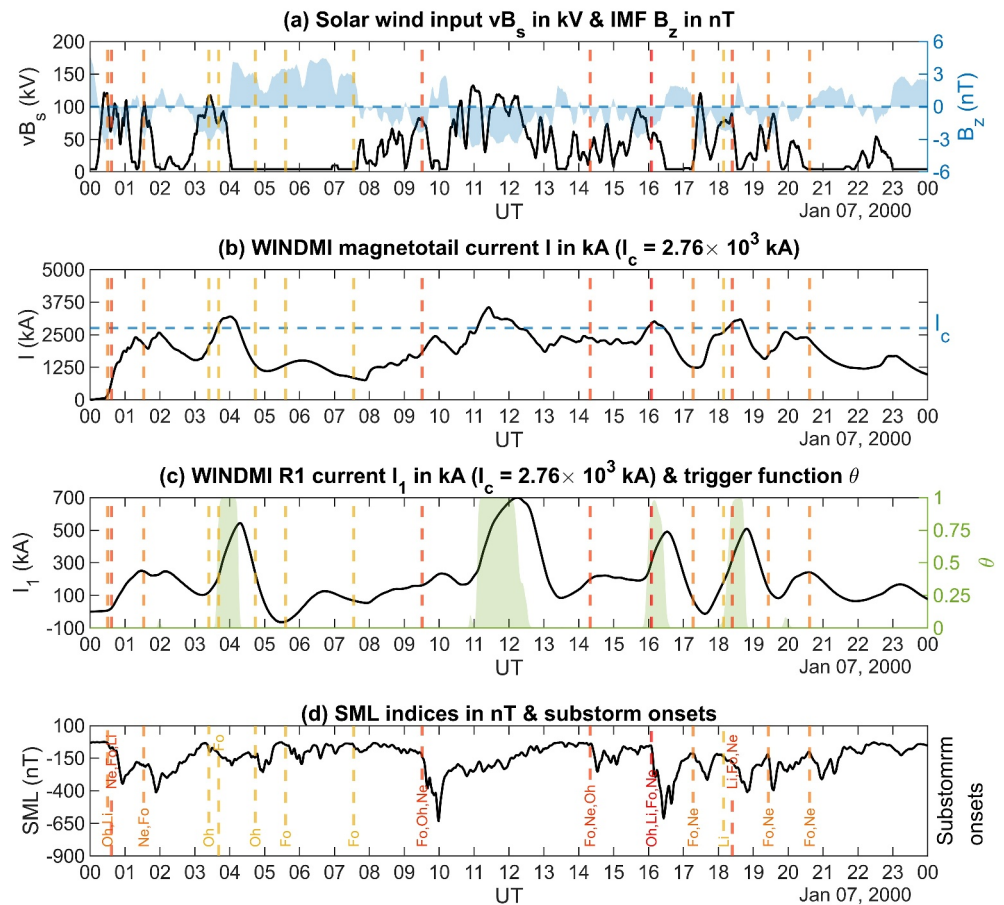 (a) Solar wind input vBs in kV & IMF Bz in nT
200
150
100
50
0
vBs (kV)
6
3
0
-3
-6
Bz (nT)
00 01 02 03 04 05 06 07 08 09 10 11 12 13 14 15 16 17 18 19 20 21 22 23 00
UT
Jan 07, 2000
(b) WINDMI magnetotail current I in kA (Ic = 2.76× 10³ kA)
5000
3750
2500
1250
0
I (kA)
Ic
00 01 02 03 04 05 06 07 08 09 10 11 12 13 14 15 16 17 18 19 20 21 22 23 00
UT
Jan 07, 2000
(c) WINDMI R1 current I1 in kA (Ic = 2.76× 10³ kA) & trigger function θ
700
500
300
100
-100
I1 (kA)
1
0.75
0.5
0.25
0
θ
00 01 02 03 04 05 06 07 08 09 10 11 12 13 14 15 16 17 18 19 20 21 22 23 00
UT
Jan 07, 2000
(d) SML indices in nT & substorm onsets
100
-150
-400
-650
-900
SML (nT)
Oh,Li
Ne,Fo,Li
Ne,Fo
Oh
Fo
Oh
Fo
Fo
Fo,Oh,Ne
Fo,Ne,Oh
Oh,Li,Fo,Ne
Fo,Ne
Li
Li,Fo,Ne
Fo,Ne
Fo,Ne
Substomm
onsets
00 01 02 03 04 05 06 07 08 09 10 11 12 13 14 15 16 17 18 19 20 21 22 23 00
UT
Jan 07, 2000